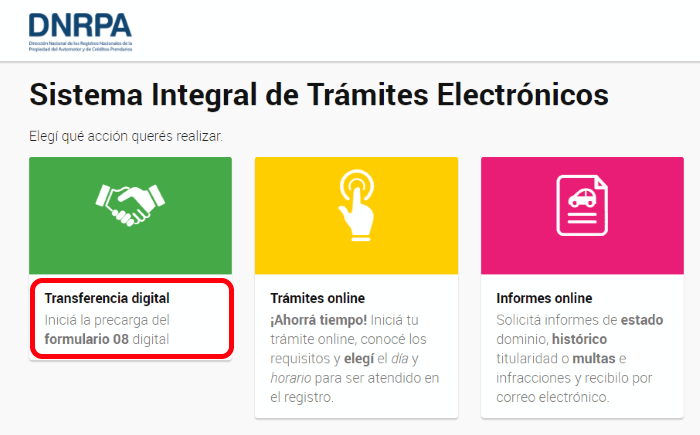 DNRPA
Dirección Nacional de los Registros Nacionales de la
Propiedad del Automotor y de Créditos Prendarios
Sistema Integral de Trámites Electrónicos
Elegí qué acción querés realizar.
Transferencia digital
Iniciá la precarga del
formulario 08 digital
Trámites online
¡Ahorrá tiempo! Iniciá tu
trámite online, conocé los
requisitos y elegí el día y
horario para ser atendido en
el registro.
Informes online
Solicitá informes de estado
dominio, histórico
titularidad o multas e
infracciones y recibilo por
correo electrónico.